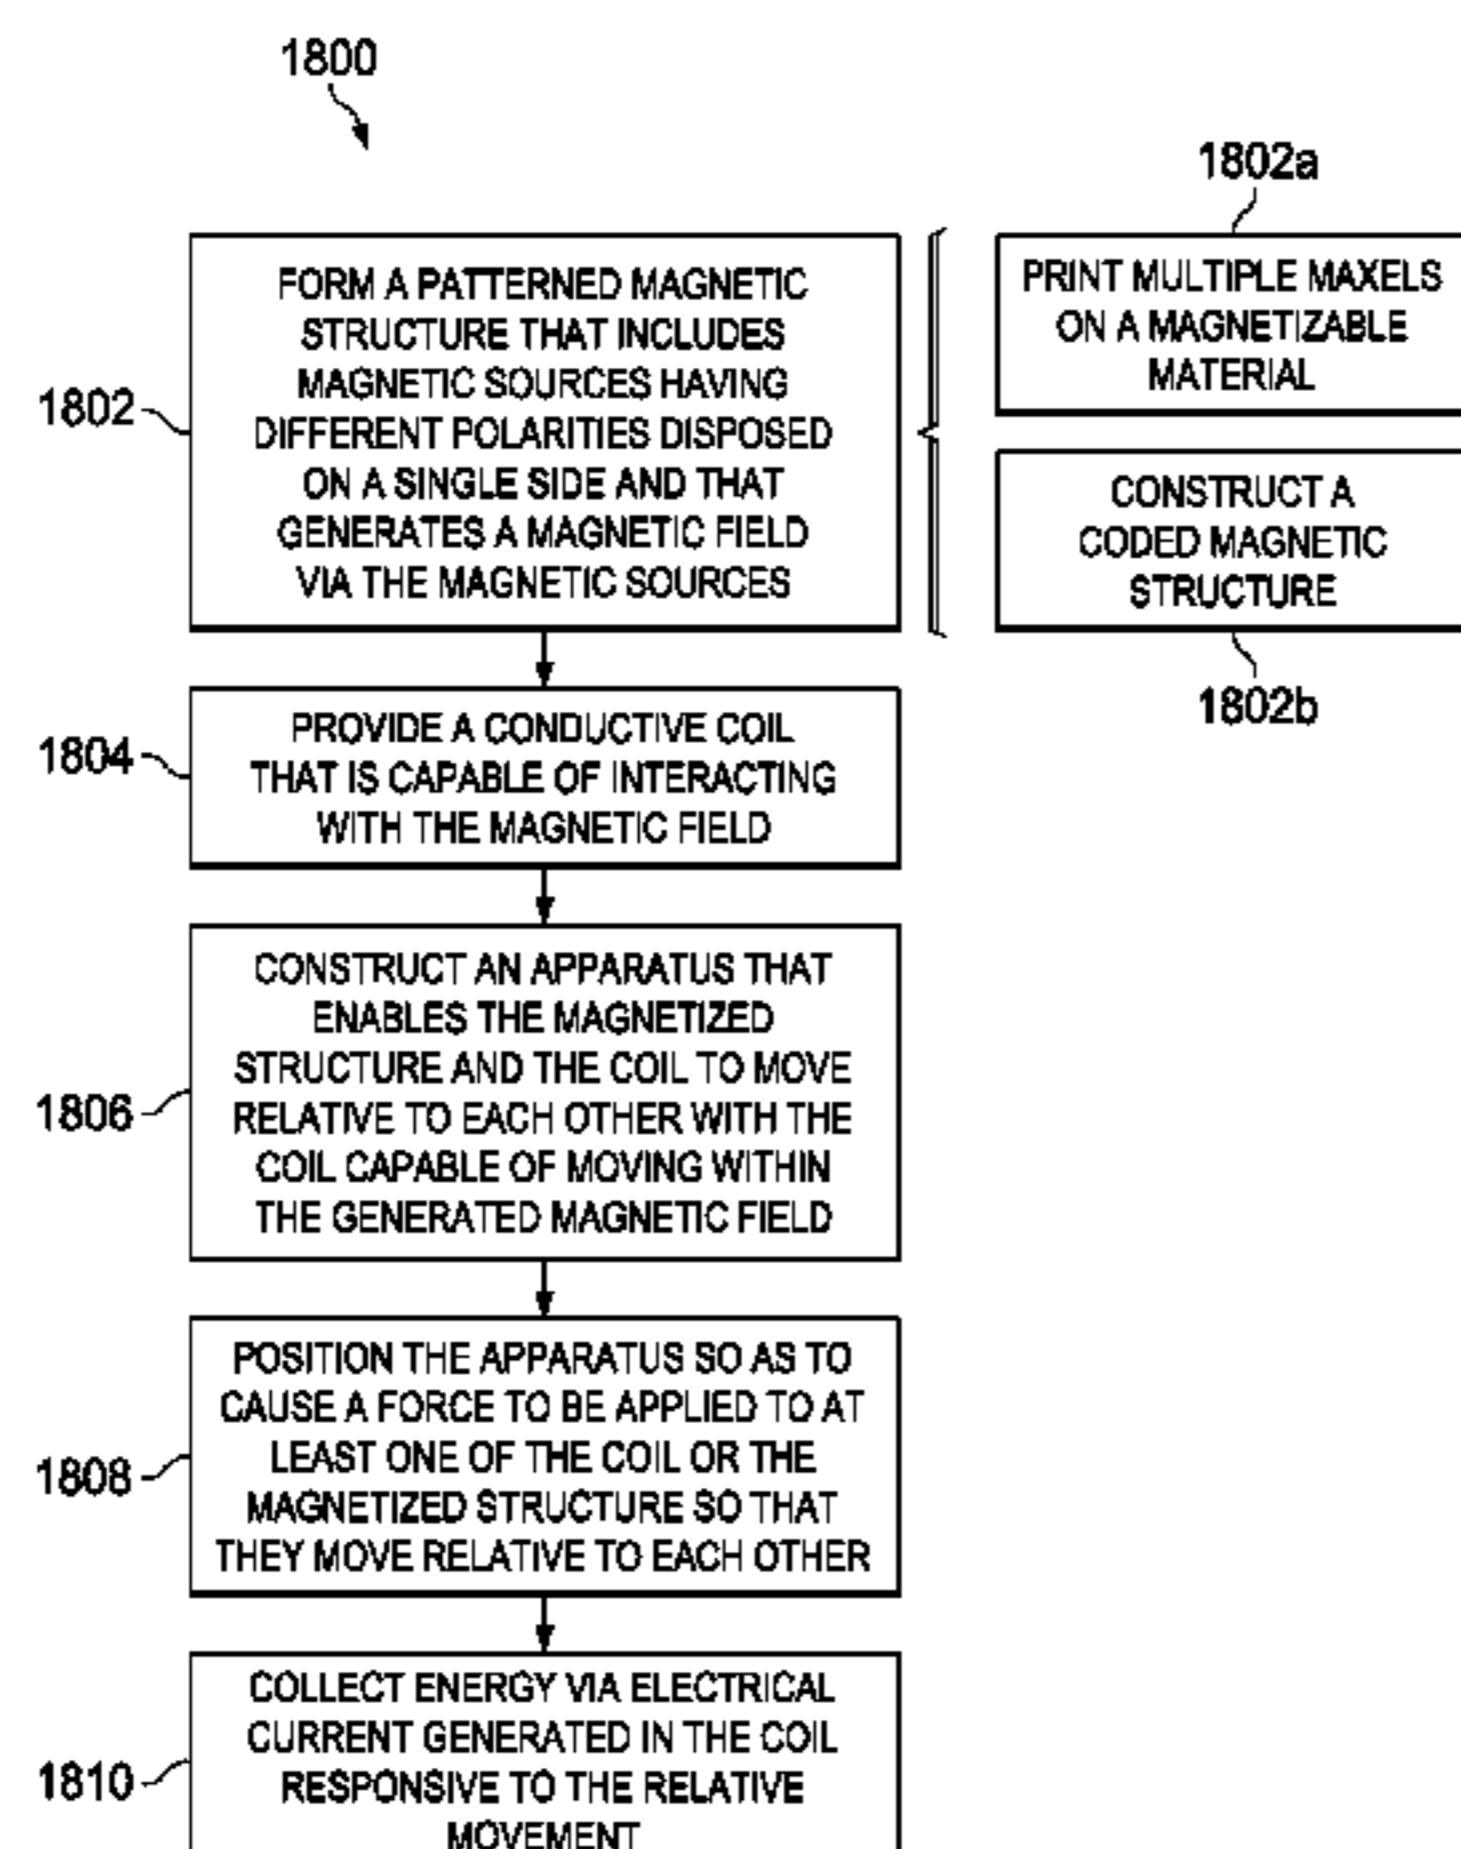 1800
1802
FORM A PATTERNED MAGNETIC
STRUCTURE THAT INCLUDES
MAGNETIC SOURCES HAVING
DIFFERENT POLARITIES DISPOSED
ON A SINGLE SIDE AND THAT
GENERATES A MAGNETIC FIELD
VIA THE MAGNETIC SOURCES
1802a
PRINT MULTIPLE MAXELS
ON A MAGNETIZABLE
MATERIAL
CONSTRUCT A
CODED MAGNETIC
STRUCTURE
1802b
1804
PROVIDE A CONDUCTIVE COIL
THAT IS CAPABLE OF INTERACTING
WITH THE MAGNETIC FIELD
1806
CONSTRUCT AN APPARATUS THAT
ENABLES THE MAGNETIZED
STRUCTURE AND THE COIL TO MOVE
RELATIVE TO EACH OTHER WITH THE
COIL CAPABLE OF MOVING WITHIN
THE GENERATED MAGNETIC FIELD
1808
POSITION THE APPARATUS SO AS TO
CAUSE A FORCE TO BE APPLIED TO AT
LEAST ONE OF THE COIL OR THE
MAGNETIZED STRUCTURE SO THAT
THEY MOVE RELATIVE TO EACH OTHER
1810
COLLECT ENERGY VIA ELECTRICAL
CURRENT GENERATED IN THE COIL
RESPONSIVE TO THE RELATIVE
MOVEMENT